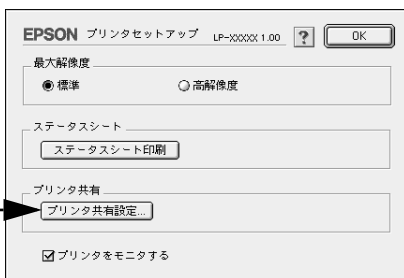 EPSON プリンタセットアップ LP-XXXXX 1.00 ? OK
最大解像度
標準 高解像度
ステータスシート
ステータスシート印刷
プリンタ共有
プリンタ共有設定...
プリンタをモニタする